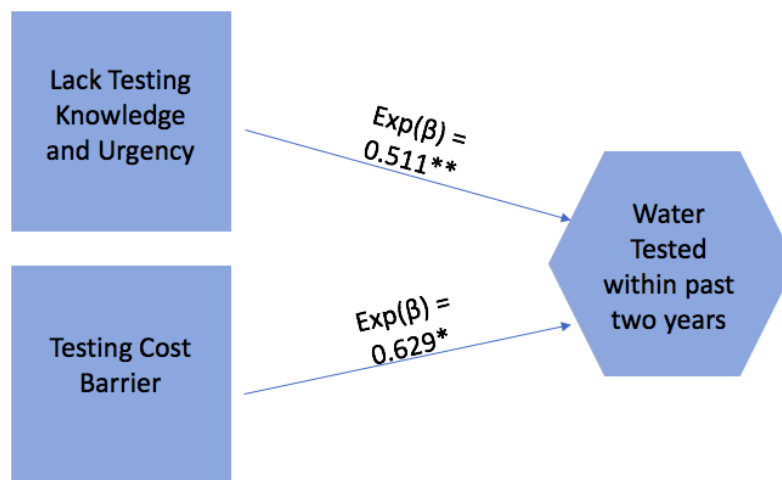 Lack Testing
Knowledge
and Urgency
Exp(β) =
0.511**
Water
Tested
within past
two years
Exp(β) =
0.629*
Testing Cost
Barrier